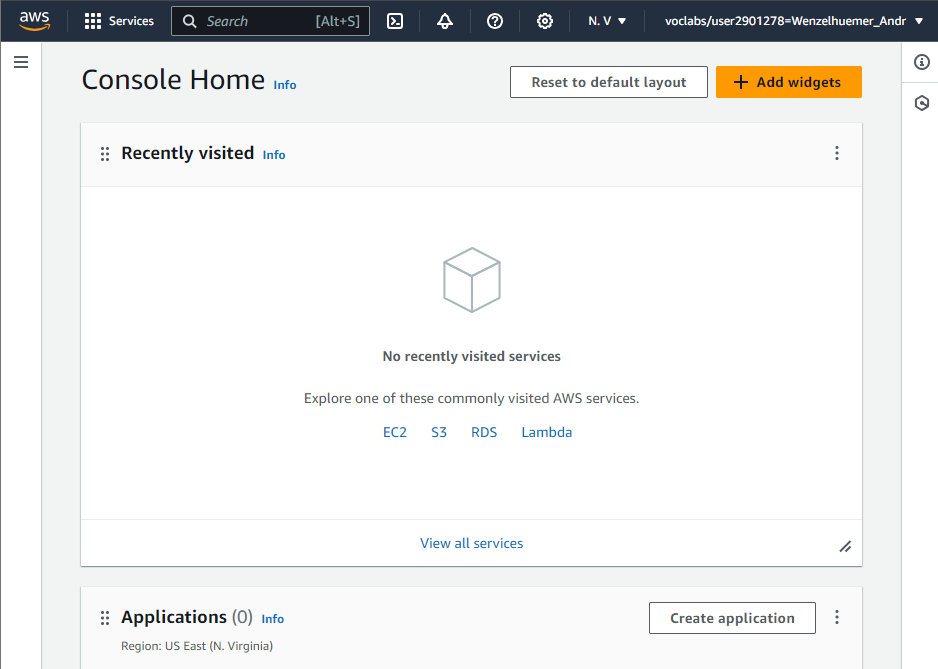 aws Services Search [Alt+S] N. V voclabs/user2901278=Wenzelhuemer_Andr
Console Home Info Reset to default layout Add widgets
Recently visited Info
No recently visited services
Explore one of these commonly visited AWS services.
EC2 S3 RDS Lambda
View all services
Applications (0) Info Create application
Region: US East (N. Virginia)